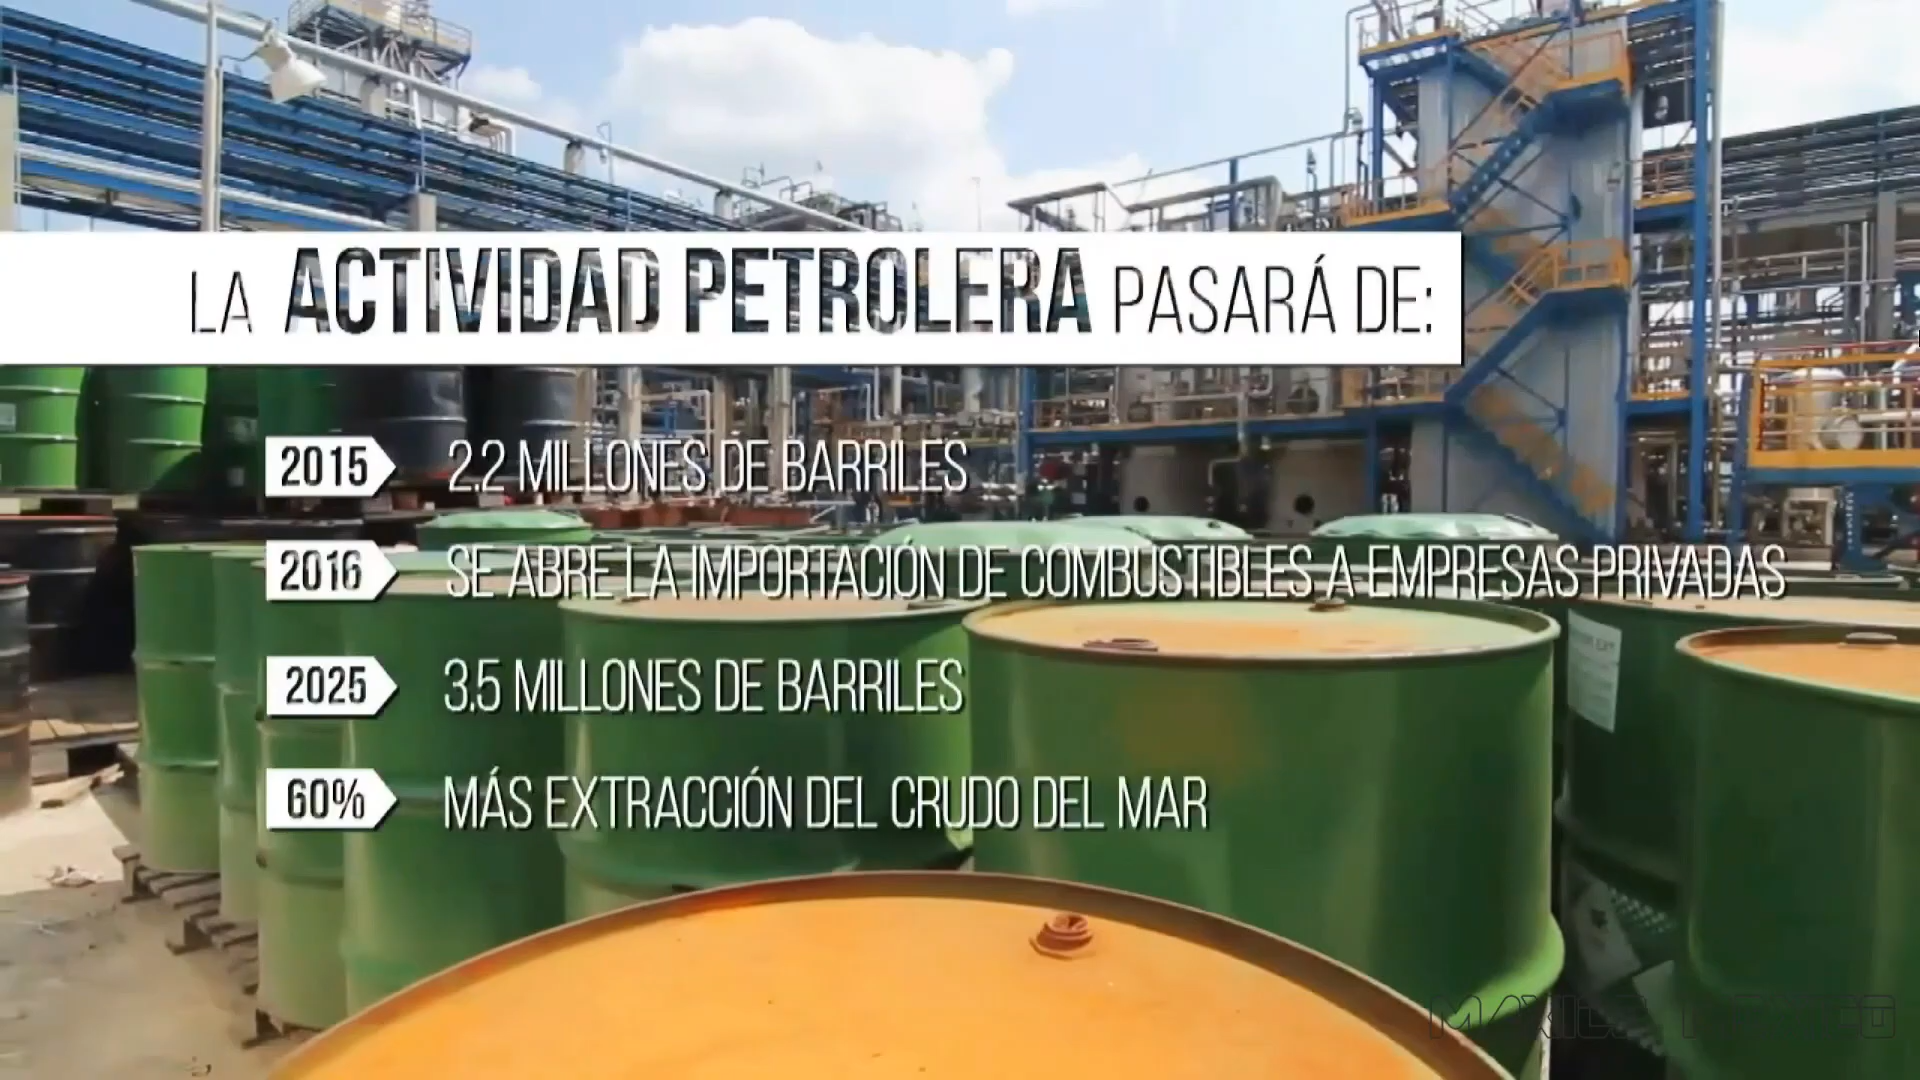 LA ACTIVIDAD PETROLERA PASARÁ DE:
2015 2.2 MILLONES DE BARRILES
2016 SE ABRE LA IMPORTACIÓN DE COMBUSTIBLES A EMPRESAS PRIVADAS
2025 3.5 MILLONES DE BARRILES
60% MÁS EXTRACCIÓN DEL CRUDO DEL MAR